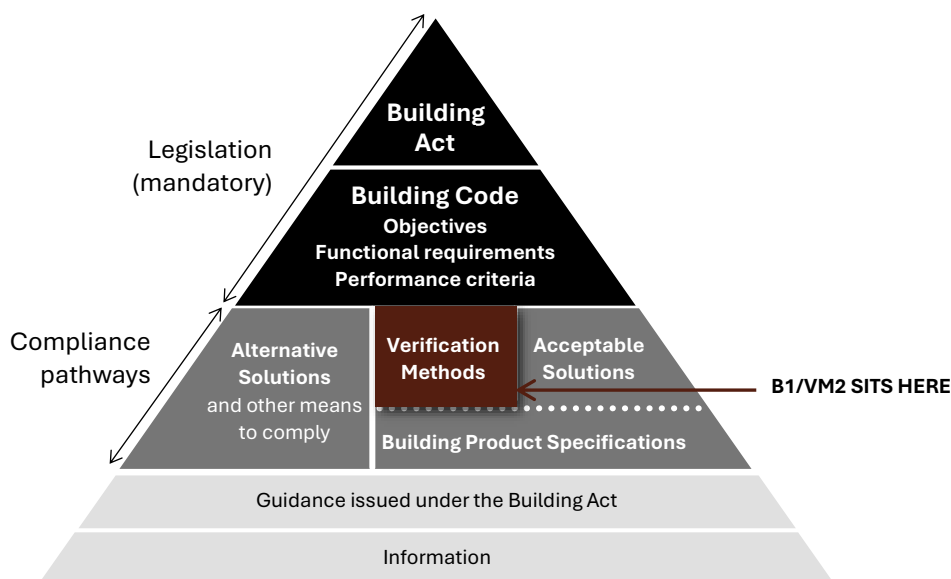 Building
Act
Legislation
(mandatory)
Building Code
Objectives
Functional requirements
Performance criteria
Compliance
pathways
Alternative
Solutions
and other means
to comply
Verification
Methods
Acceptable
Solutions
B1/VM2 SITS HERE
Building Product Specifications
Guidance issued under the Building Act
Information